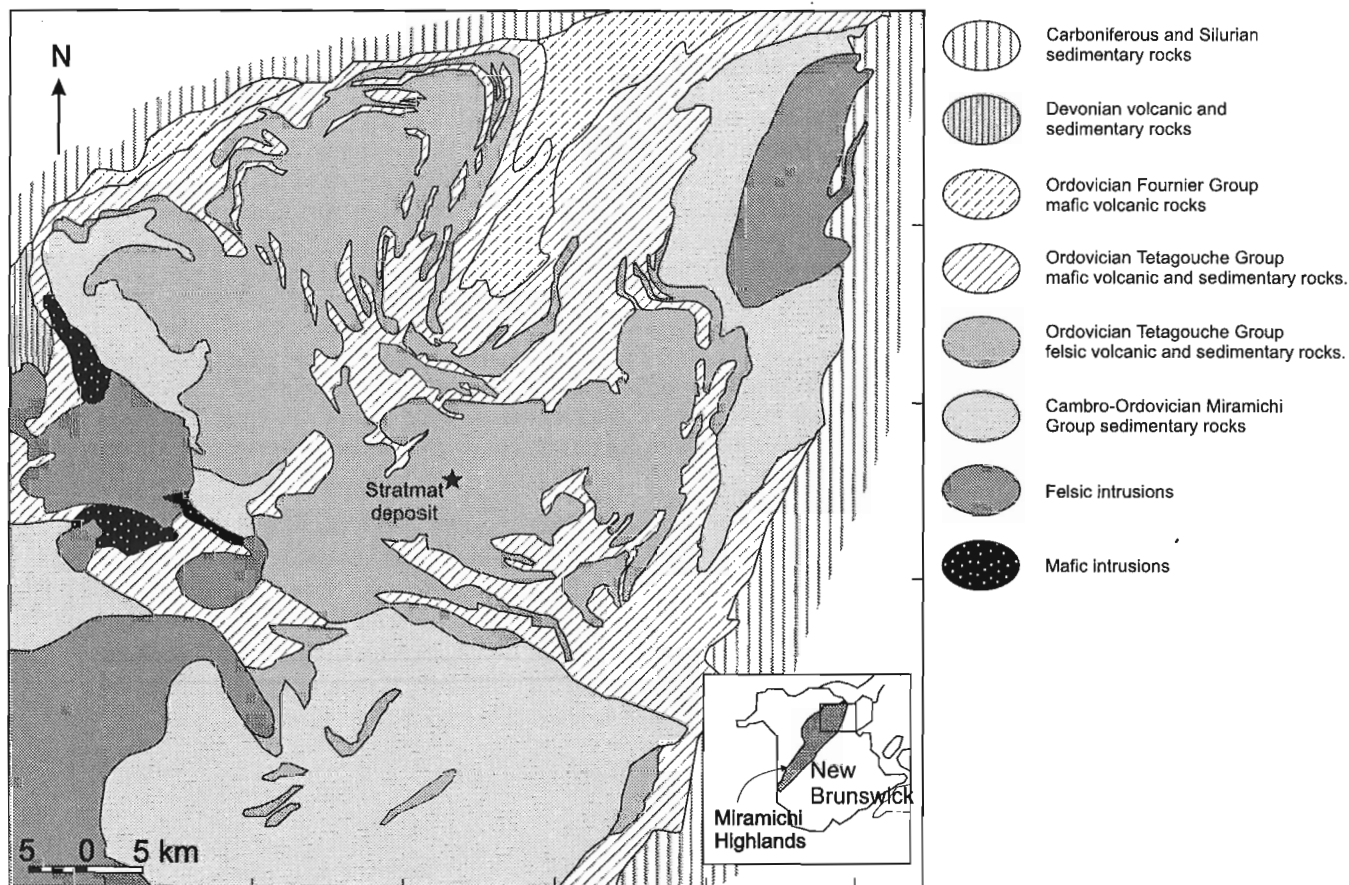 N
Stratmat
deposit
5 0 5 km
New
Brunswick
Miramichi
Highlands
Carboniferous and Silurian
sedimentary rocks
Devonian volcanic and
sedimentary rocks
Ordovician Fournier Group
mafic volcanic rocks
Ordovician Tetagouche Group
mafic volcanic and sedimentary rocks.
Ordovician Tetagouche Group
felsic volcanic and sedimentary rocks.
Cambro-Ordovician Miramichi
Group sedimentary rocks
Felsic intrusions
Mafic intrusions